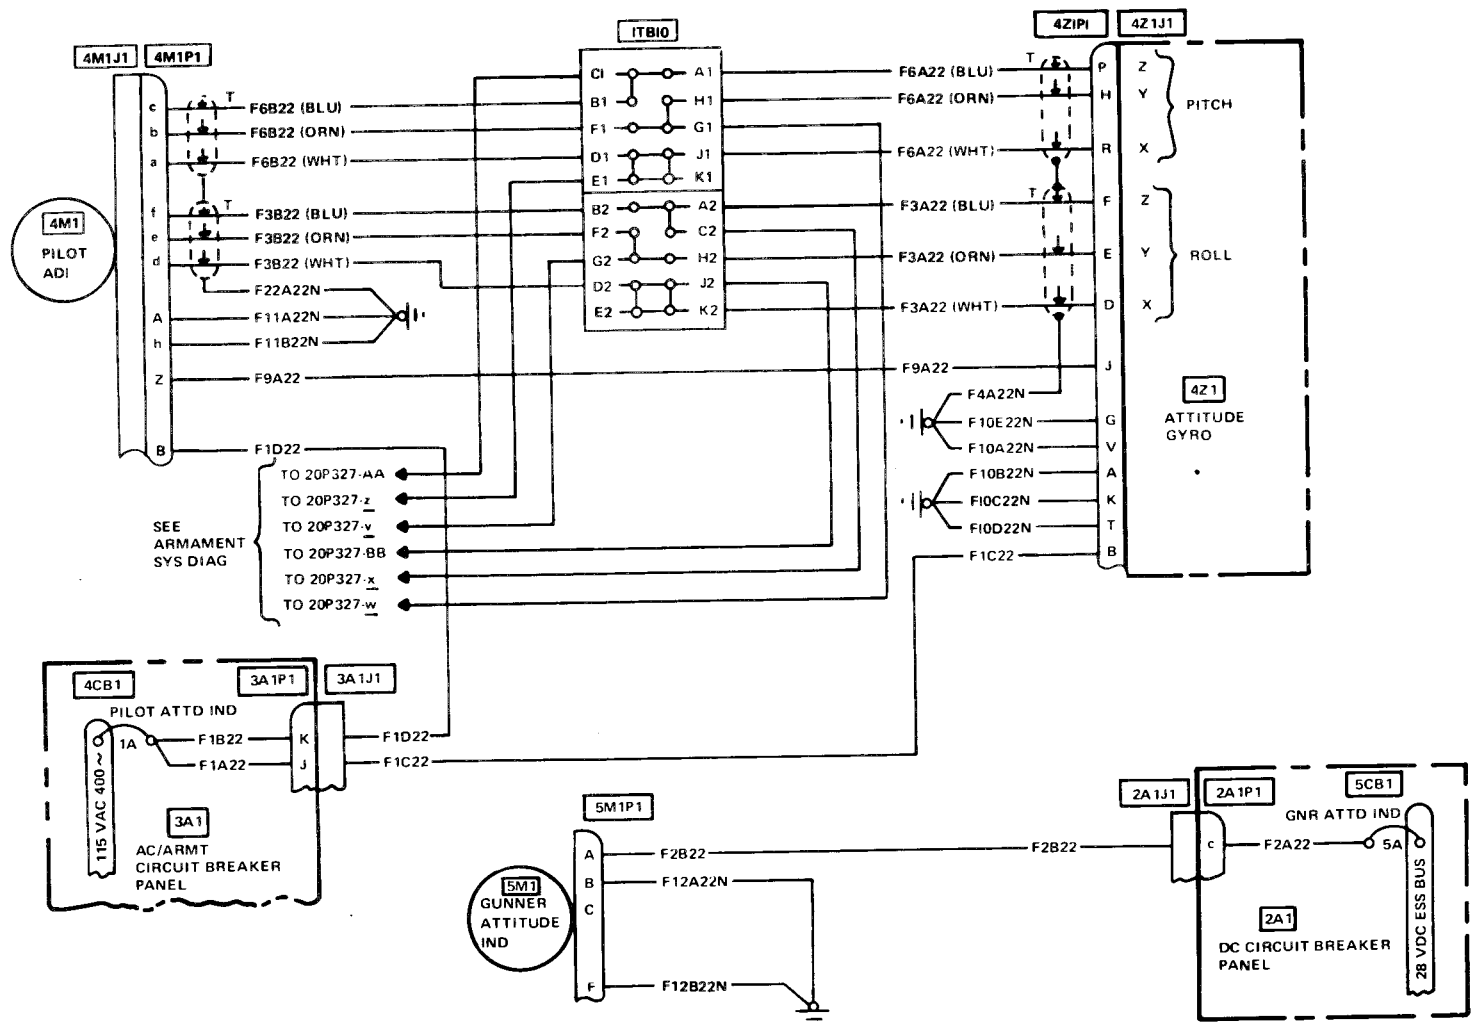 4M1J1
4M1P1
ITBI0
4ZIPI
4Z1J1
c
b
a
f
e
d
A
h
Z
B
T
T
F6B22 (BLU)
F6B22 (ORN)
F6B22 (WHT)
F3B22 (BLU)
F3B22 (ORN)
F3B22 (WHT)
F22A22N
F11A22N
F11B22N
F9A22
F1D22
4M1
PILOT
ADI
CI
A1
B1
H1
F1
G1
D1
J1
E1
K1
B2
A2
F2
C2
G2
H2
D2
J2
E2
K2
F6A22 (BLU)
F6A22 (ORN)
F6A22 (WHT)
F3A22 (BLU)
F3A22 (ORN)
F3A22 (WHT)
F9A22
F4A22N
F10E22N
F10A22N
F10B22N
FI0C22N
FI0D22N
F1C22
T
T
P
H
R
F
E
D
J
G
V
A
K
T
B
Z
Y
X
PITCH
Z
Y
X
ROLL
4Z1
ATTITUDE
GYRO
SEE
ARMAMENT
SYS DIAG
TO 20P327-AA
TO 20P327-z
TO 20P327-v
TO 20P327-BB
TO 20P327-x
TO 20P327-w
4CB1
3A1P1
3A1J1
PILOT ATTD IND
1A
F1B22
K
F1D22
F1A22
J
F1C22
115 VAC 400~
3A1
AC/ARMT
CIRCUIT BREAKER
PANEL
5M1P1
A
B
C
F
F2B22
F12A22N
F12B22N
5M1
GUNNER
ATTITUDE
IND
F2B22
2A1J1
2A1P1
5CB1
GNR ATTD IND
c
F2A22
5A
28 VDC ESS BUS
2A1
DC CIRCUIT BREAKER
PANEL